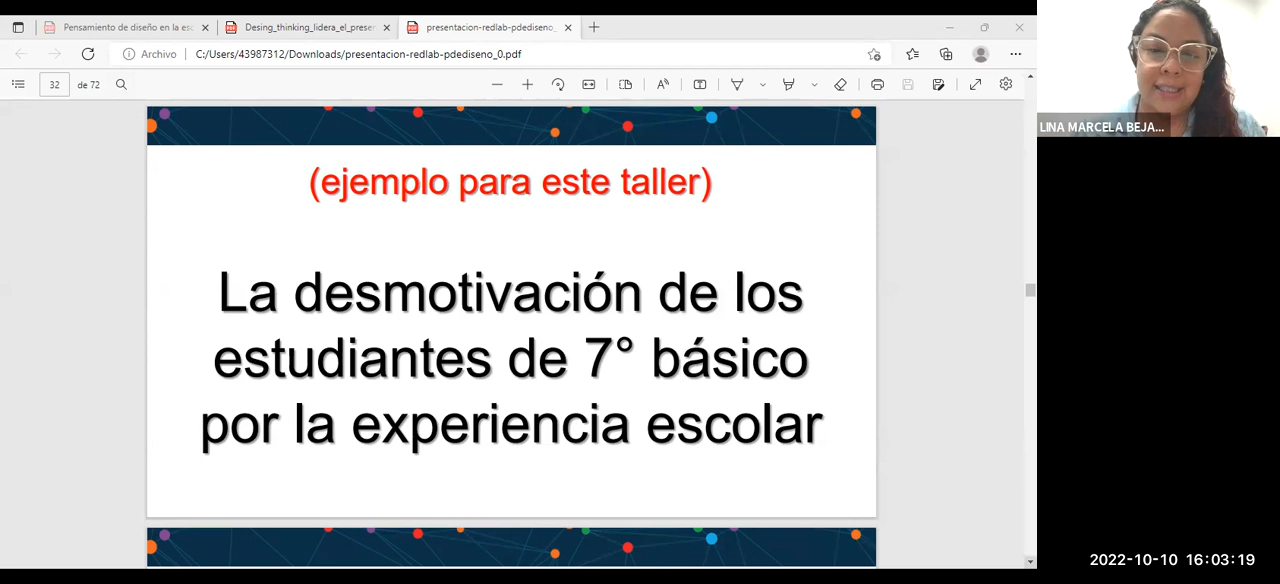 Pensamiento de diseño en la esc
Desing_thinking_lidera_el_presen
presentacion-redlab-pdediseno_
Archivo
C:/Users/43987312/Downloads/presentacion-redlab-pdediseno_0.pdf
32 de 72
(ejemplo para este taller)
La desmotivación de los
estudiantes de 7° básico
por la experiencia escolar
LINA MARCELA BEJA...
2022-10-10 16:03:19